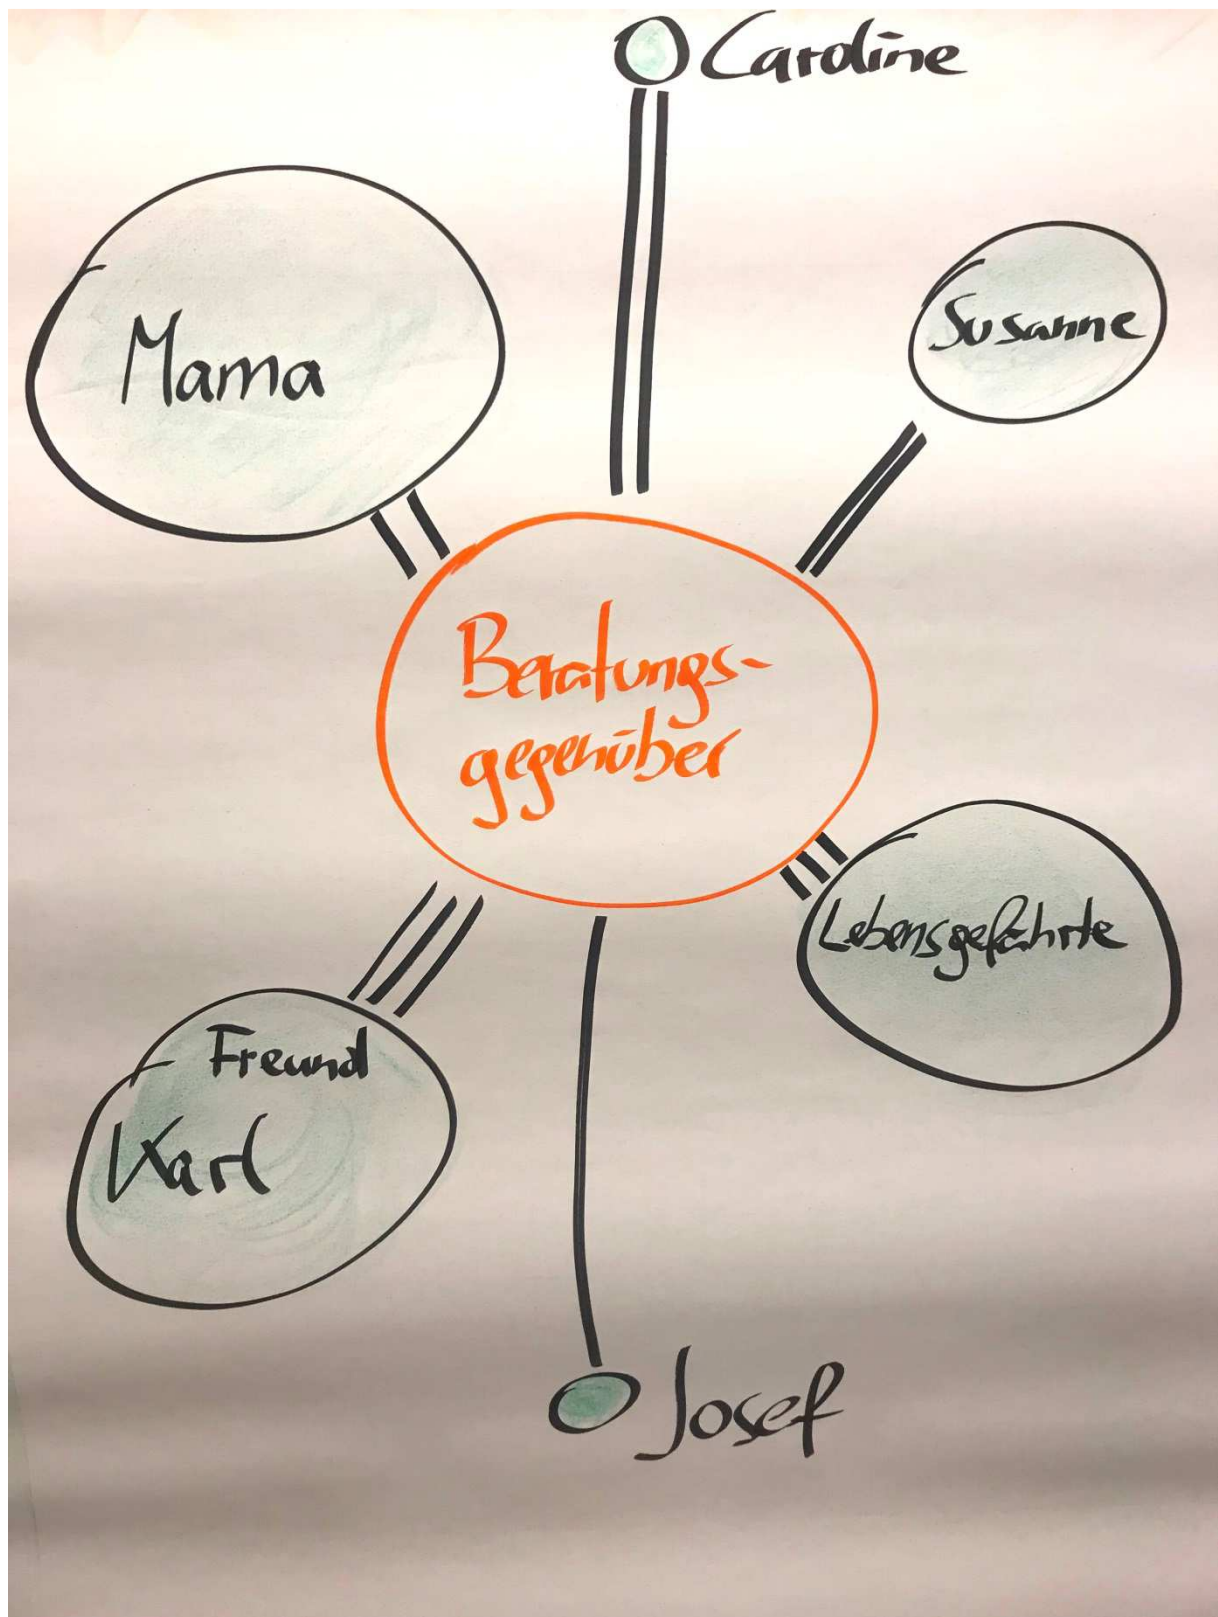 Caroline
Susanne
Mama
Beratungs-
gegenüber
Lebensgefährte
Freund
Karl
Josef